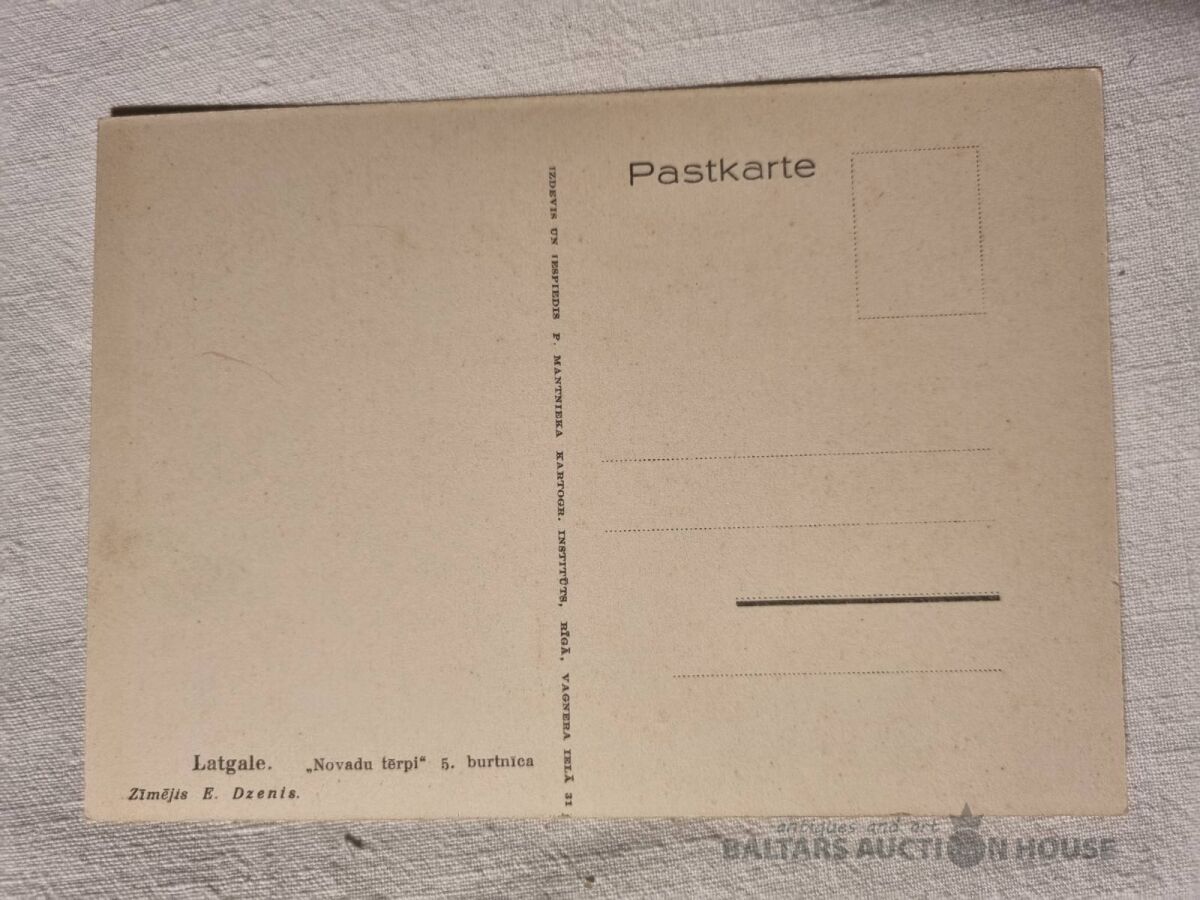 Pastkarte
IZDEVIS UN IESPIEDIS P. MANTNIEKA KARTOGR. INSTITŪTS, RĪGĀ, VAGNERA IELĀ 31
Latgale. „Novadu tērpi“ 5. burtnīca
Zīmējis E. Dzenis.
antiques and art
BALTARS AUCTION HOUSE